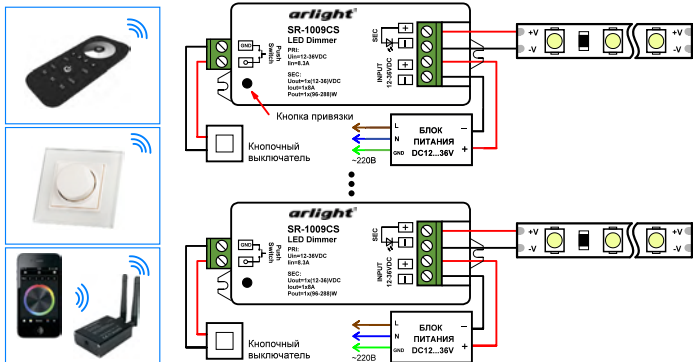 arlight®
SR-1009CS
LED Dimmer
PRI:
Uin=12-36VDC
Iin=8.3A
SEC:
Uout=1x(12-36)VDC
Iout=1x8A
Pout=1x(96-288)W
GND
Push
Switch
SEC
+
–
INPUT
12-36VDC
+
–
+V
-V
+V
-V
Кнопка привязки
Кнопочный
выключатель
L
N
GND
~220В
БЛОК
ПИТАНИЯ
DC12...36V
–
+
arlight®
SR-1009CS
LED Dimmer
PRI:
Uin=12-36VDC
Iin=8.3A
SEC:
Uout=1x(12-36)VDC
Iout=1x8A
Pout=1x(96-288)W
GND
Push
Switch
SEC
+
–
INPUT
12-36VDC
+
–
+V
-V
+V
-V
Кнопочный
выключатель
L
N
GND
~220В
БЛОК
ПИТАНИЯ
DC12...36V
–
+